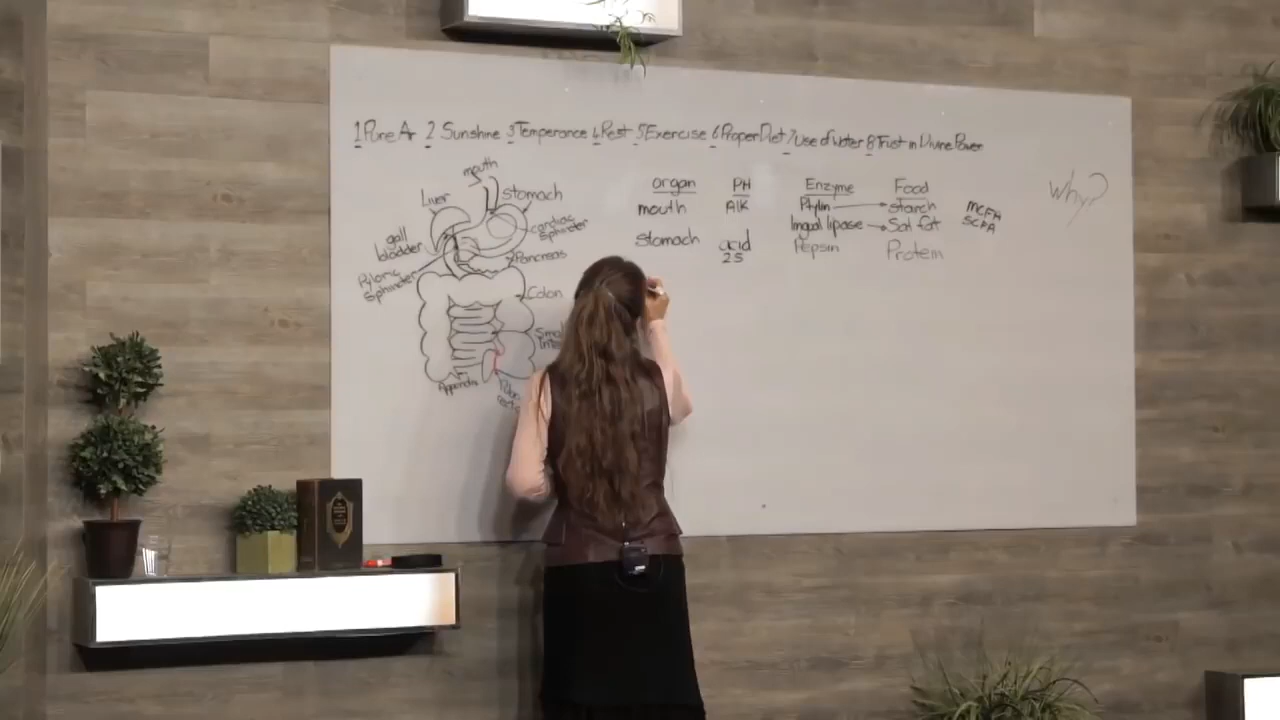 1 Pure Air 2 Sunshine 3 Temperance 4 Rest 5 Exercise 6 Proper Diet 7 Use of Water 8 Trust in Divine Power
mouth
Liver
stomach
cardiac
sphincter
gall
bladder
Pancreas
Pyloric
Sphincter
Colon
Small
Appendix
organ PH Enzyme Food
mouth Alk Ptylin starch
MCFA
SCFA
lingual lipase Sat fat
stomach acid Pepsin Protein
25
why?